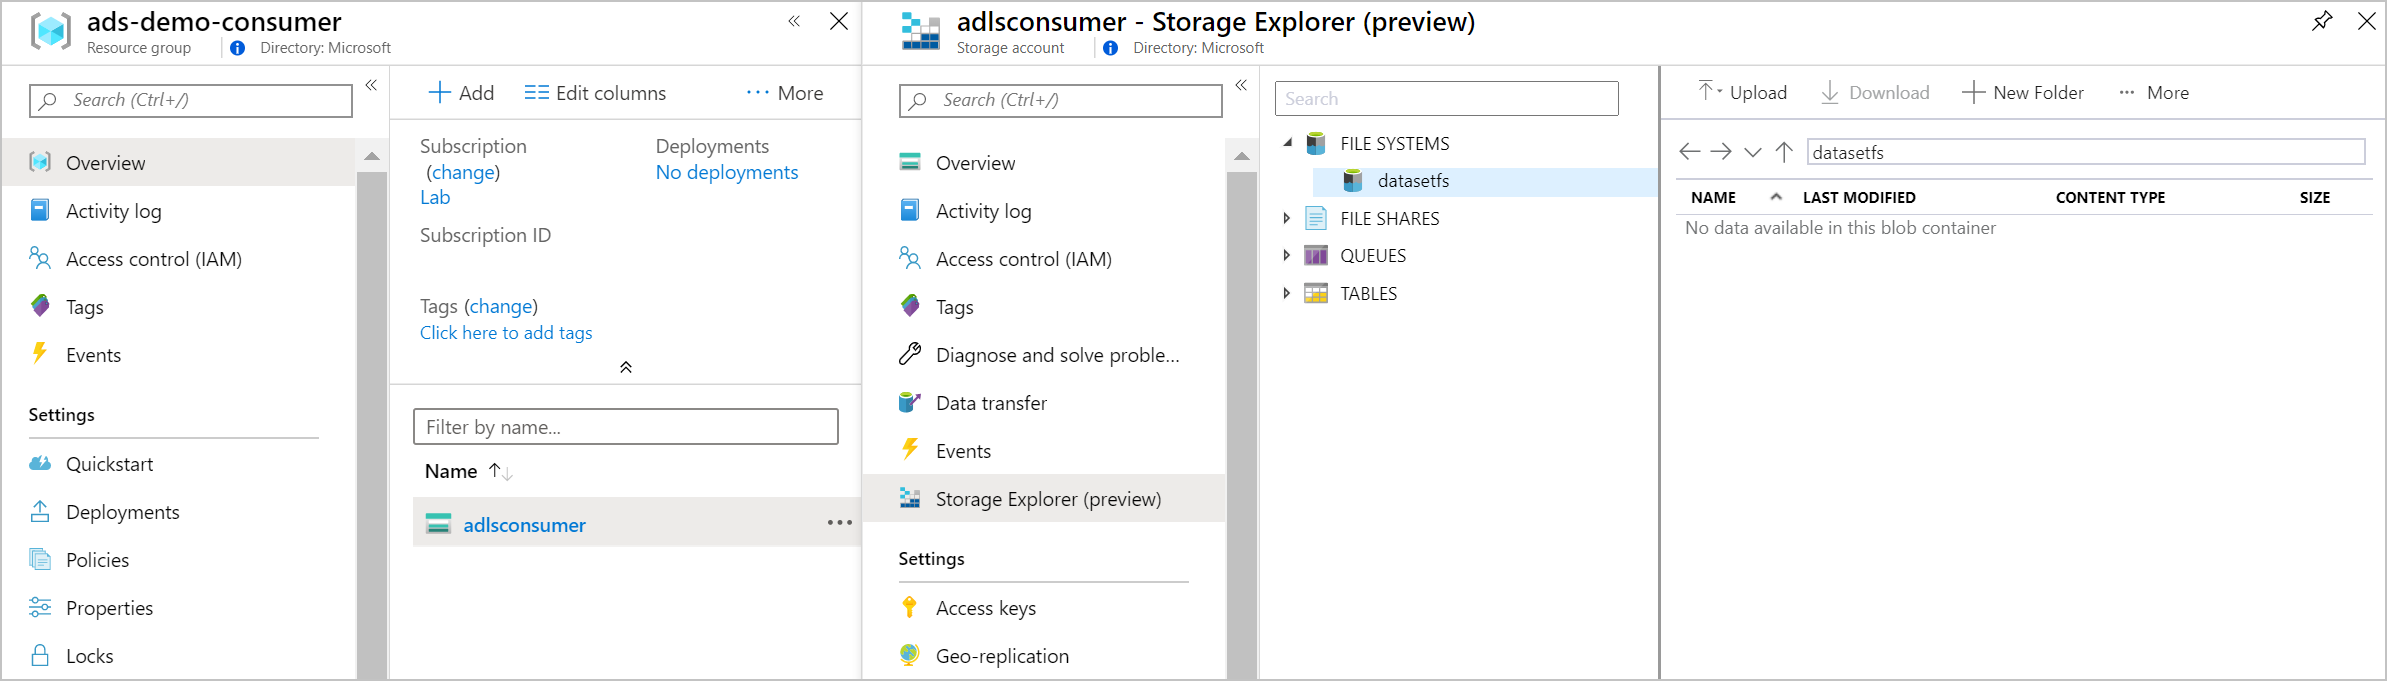 ads-demo-consumer
Resource group
Directory: Microsoft
Search (Ctrl+/)
Overview
Activity log
Access control (IAM)
Tags
Events
Settings
Quickstart
Deployments
Policies
Properties
Locks
Add
Edit columns
More
Subscription
(change)
Lab
Deployments
No deployments
Subscription ID
Tags (change)
Click here to add tags
Filter by name...
Name
adlsconsumer
adlsconsumer - Storage Explorer (preview)
Storage account
Directory: Microsoft
Search (Ctrl+/)
Overview
Activity log
Access control (IAM)
Tags
Diagnose and solve proble...
Data transfer
Events
Storage Explorer (preview)
Settings
Access keys
Geo-replication
Search
FILE SYSTEMS
datasetfs
FILE SHARES
QUEUES
TABLES
Upload
Download
New Folder
More
datasetfs
NAME LAST MODIFIED CONTENT TYPE SIZE
No data available in this blob container